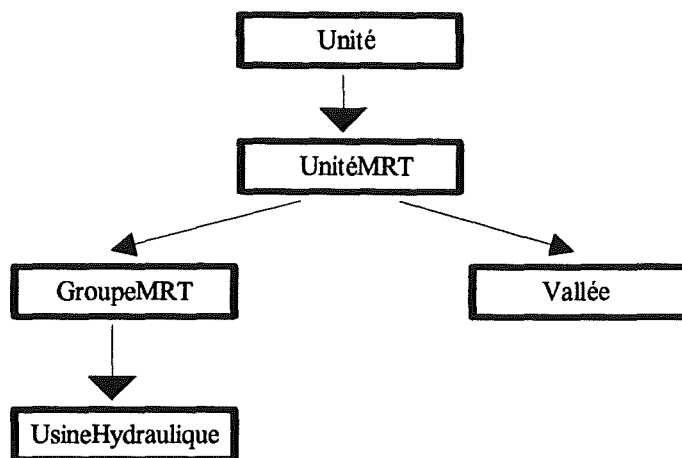 Unité
UnitéMRT
GroupeMRT
Vallée
UsineHydraulique